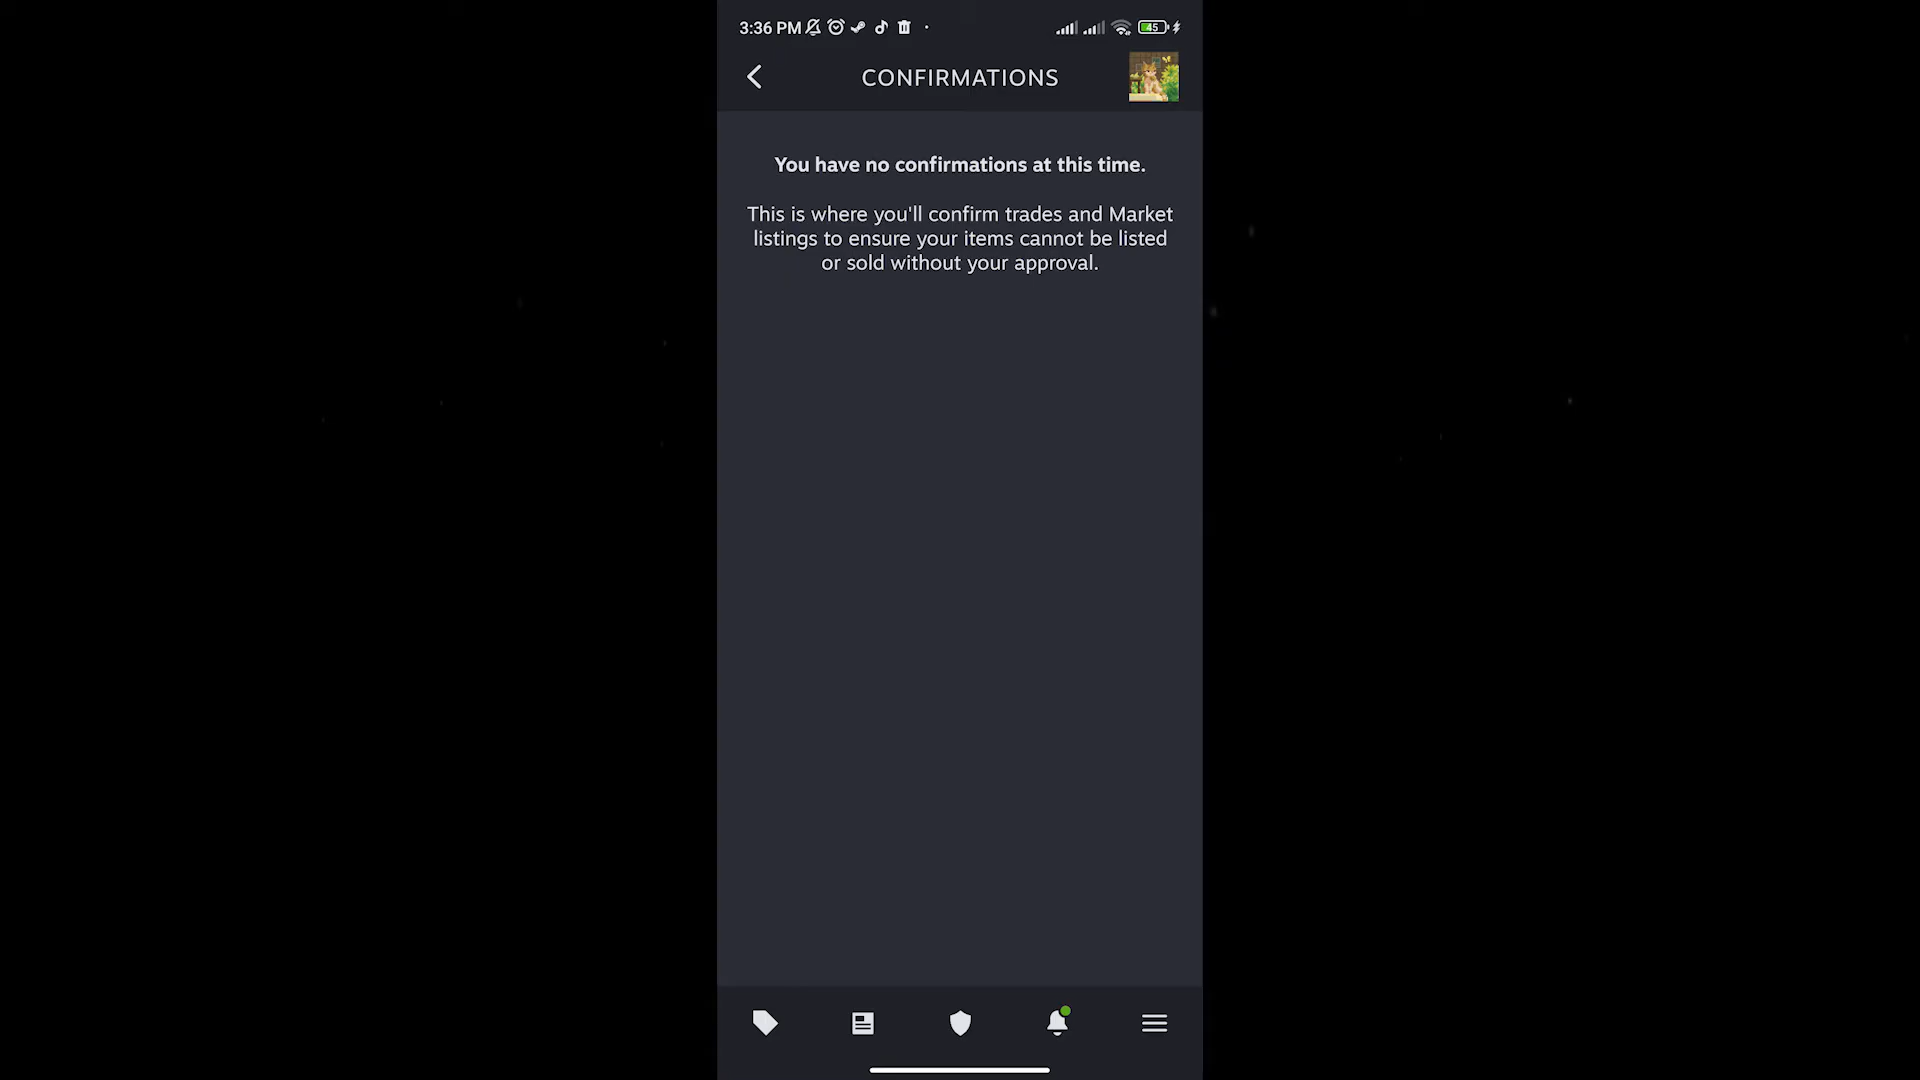 3:36 PM
45
CONFIRMATIONS
You have no confirmations at this time.
This is where you'll confirm trades and Market
listings to ensure your items cannot be listed
or sold without your approval.